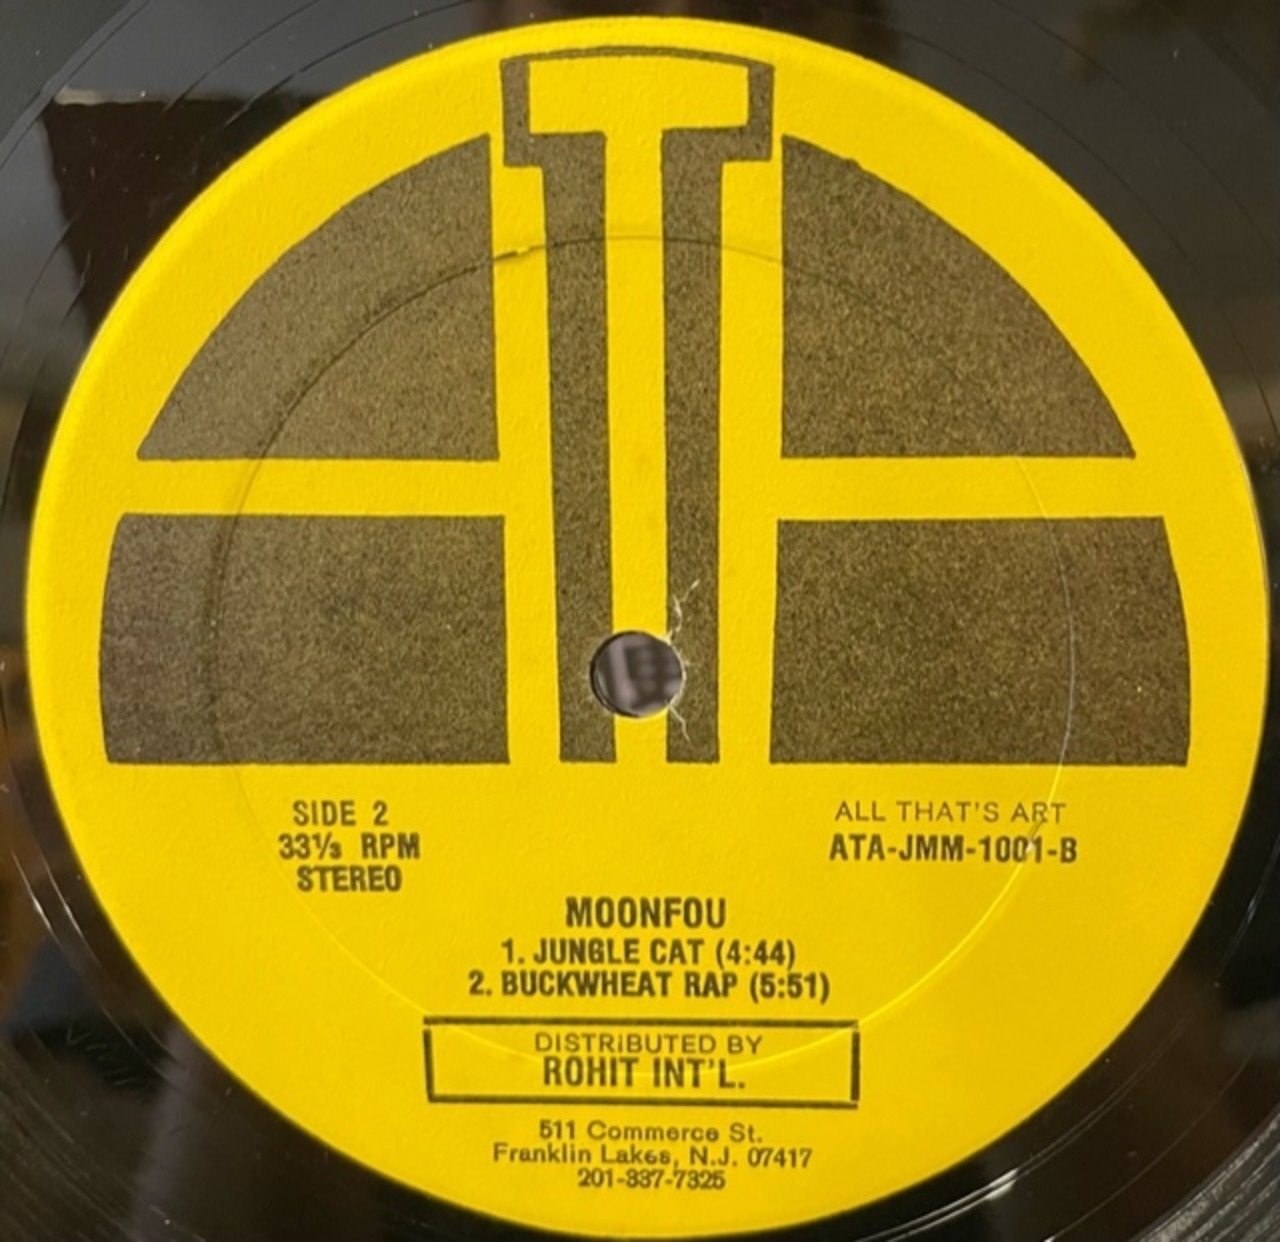 SIDE 2
33⅓ RPM
STEREO
ALL THAT'S ART
ATA-JMM-1001-B
MOONFOU
1. JUNGLE CAT (4:44)
2. BUCKWHEAT RAP (5:51)
DISTRIBUTED BY
ROHIT INT'L.
511 Commerce St.
Franklin Lakes, N.J. 07417
201-337-7325